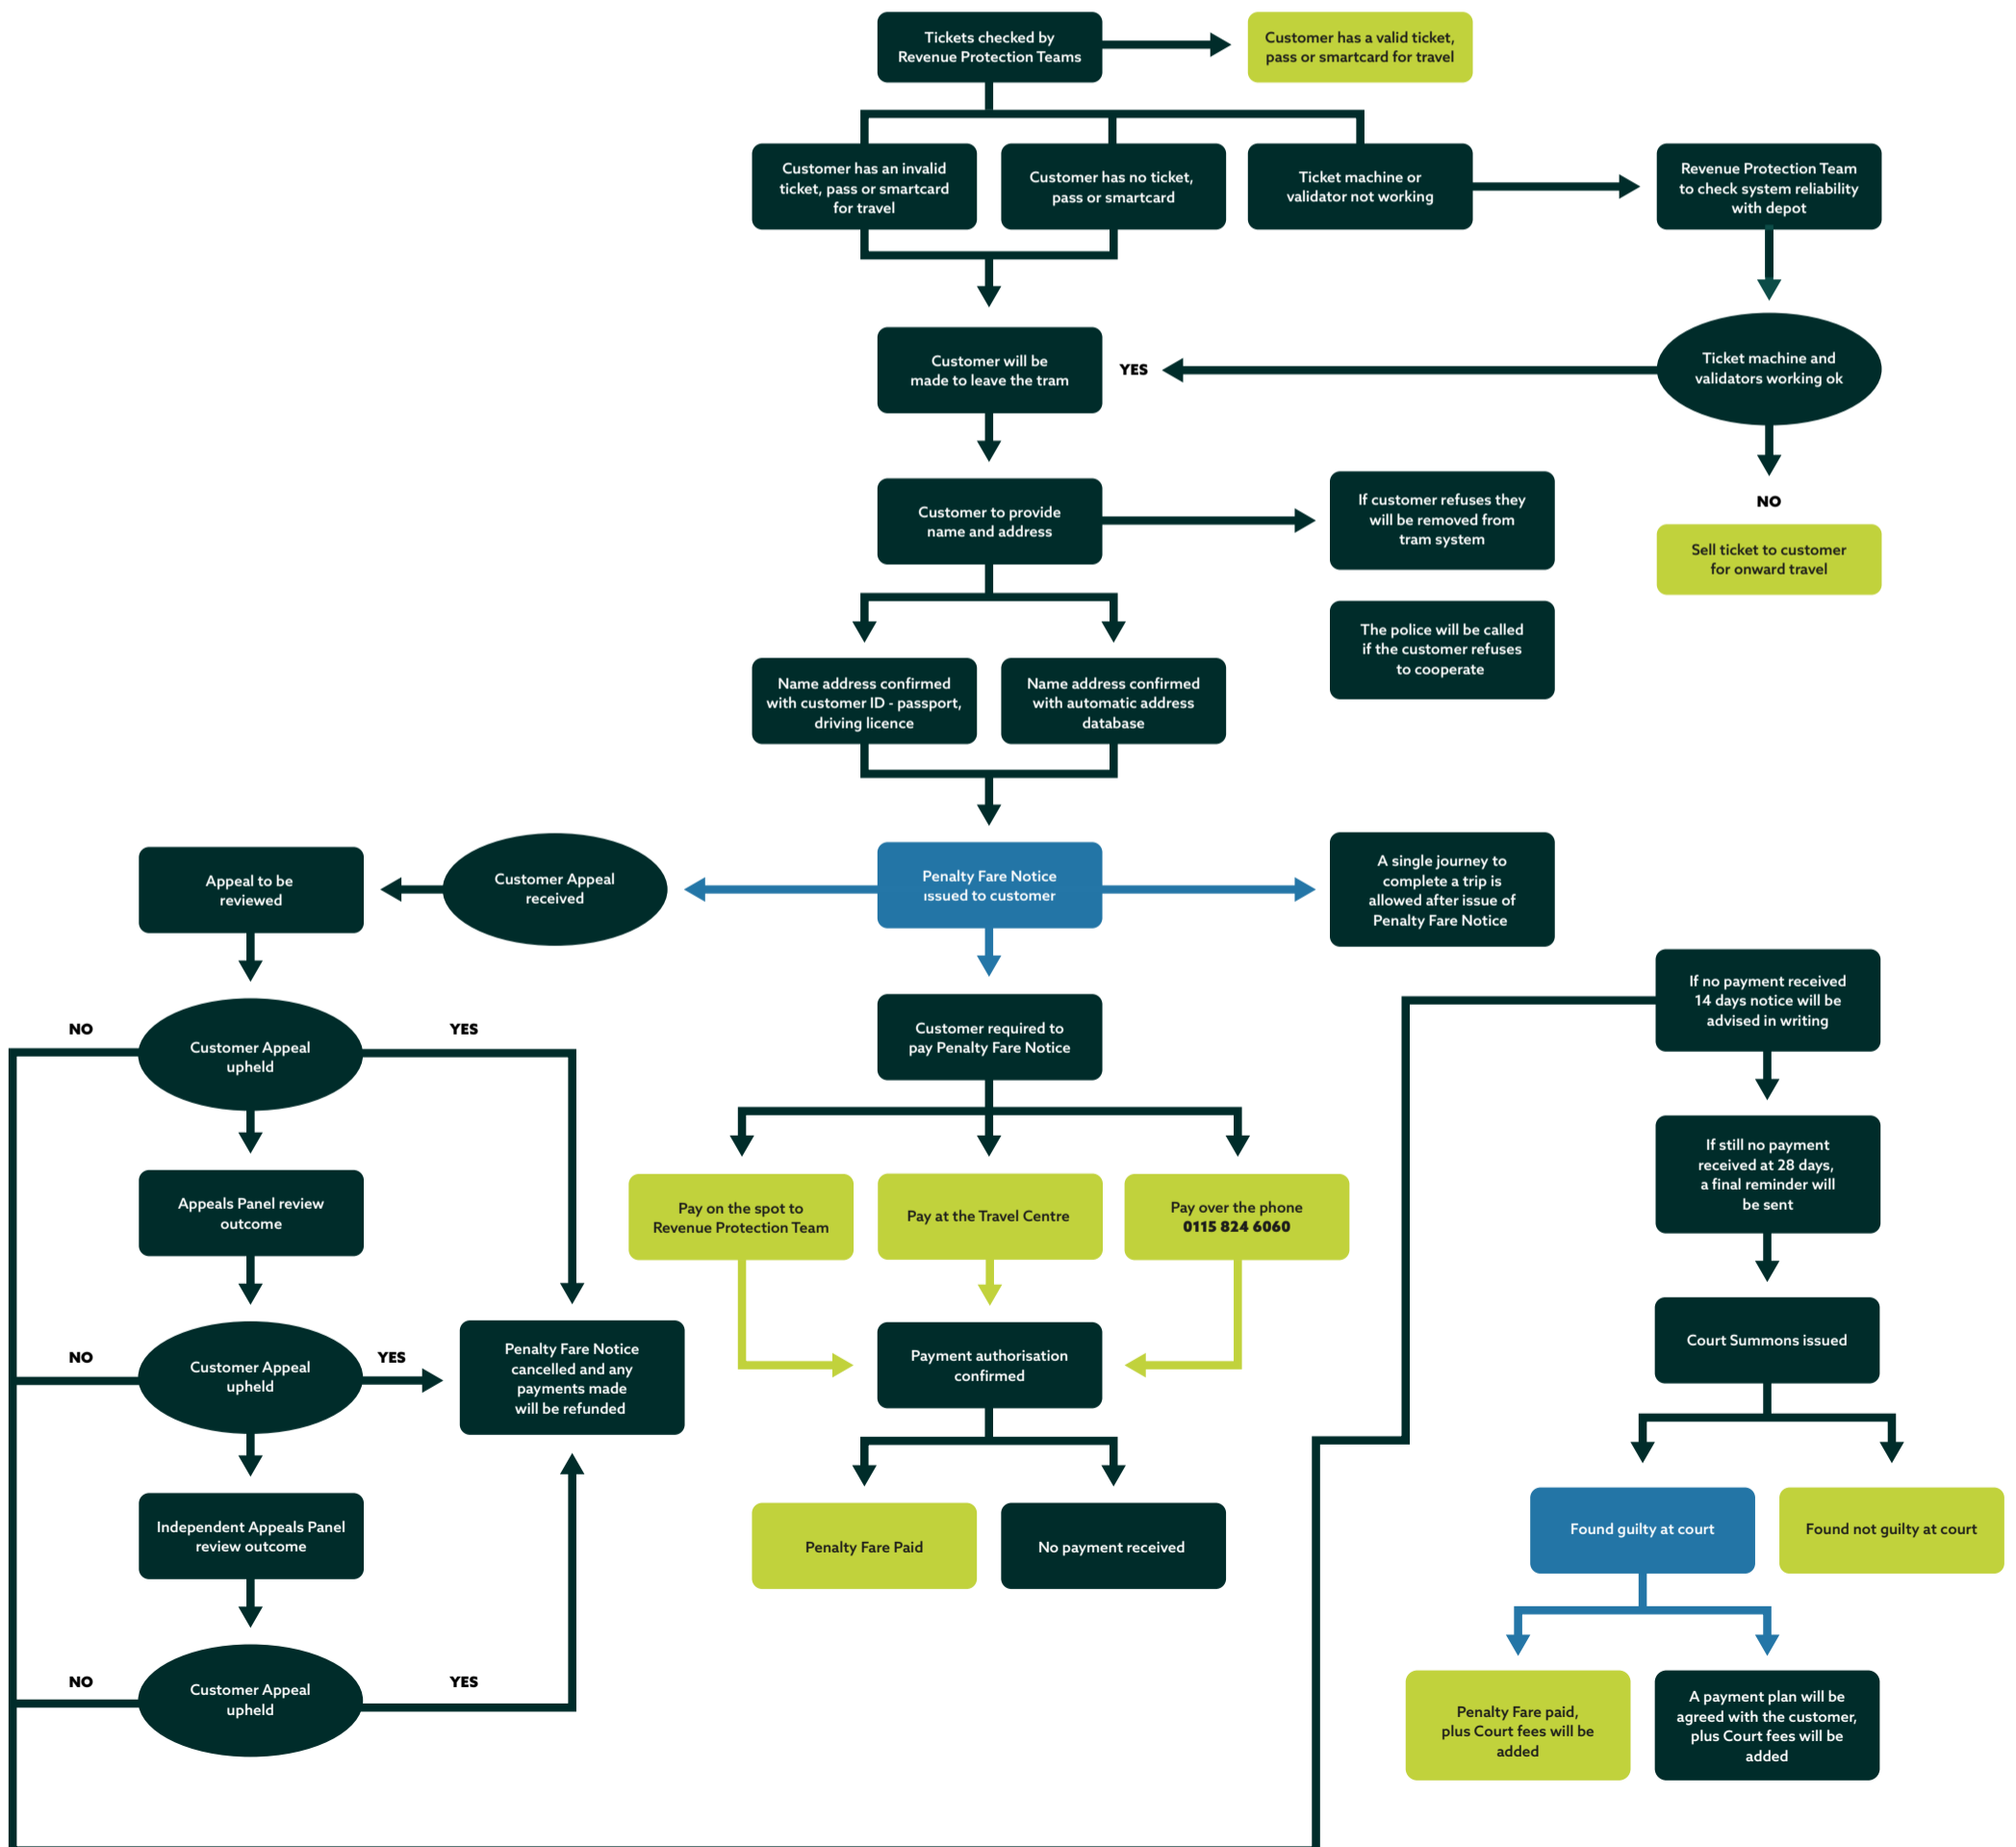 Tickets checked by
Revenue Protection Teams
Customer has a valid ticket,
pass or smartcard for travel
Customer has an invalid
ticket, pass or smartcard
for travel
Customer has no ticket,
pass or smartcard
Ticket machine or
validator not working
Revenue Protection Team
to check system reliability
with depot
Customer will be
made to leave the tram
YES
Ticket machine and
validators working ok
NO
Sell ticket to customer
for onward travel
Customer to provide
name and address
If customer refuses they
will be removed from
tram system
The police will be called
if the customer refuses
to cooperate
Name address confirmed
with customer ID - passport,
driving licence
Name address confirmed
with automatic address
database
Appeal to be
reviewed
Customer Appeal
received
Penalty Fare Notice
issued to customer
A single journey to
complete a trip is
allowed after issue of
Penalty Fare Notice
NO
Customer Appeal
upheld
YES
Customer required to
pay Penalty Fare Notice
If no payment received
14 days notice will be
advised in writing
If still no payment
received at 28 days,
a final reminder will
be sent
Appeals Panel review
outcome
Pay on the spot to
Revenue Protection Team
Pay at the Travel Centre
Pay over the phone
0115 824 6060
NO
Customer Appeal
upheld
YES
Penalty Fare Notice
cancelled and any
payments made
will be refunded
Payment authorisation
confirmed
Court Summons issued
Independent Appeals Panel
review outcome
Penalty Fare Paid
No payment received
Found guilty at court
Found not guilty at court
NO
Customer Appeal
upheld
YES
Penalty Fare paid,
plus Court fees will be
added
A payment plan will be
agreed with the customer,
plus Court fees will be
added